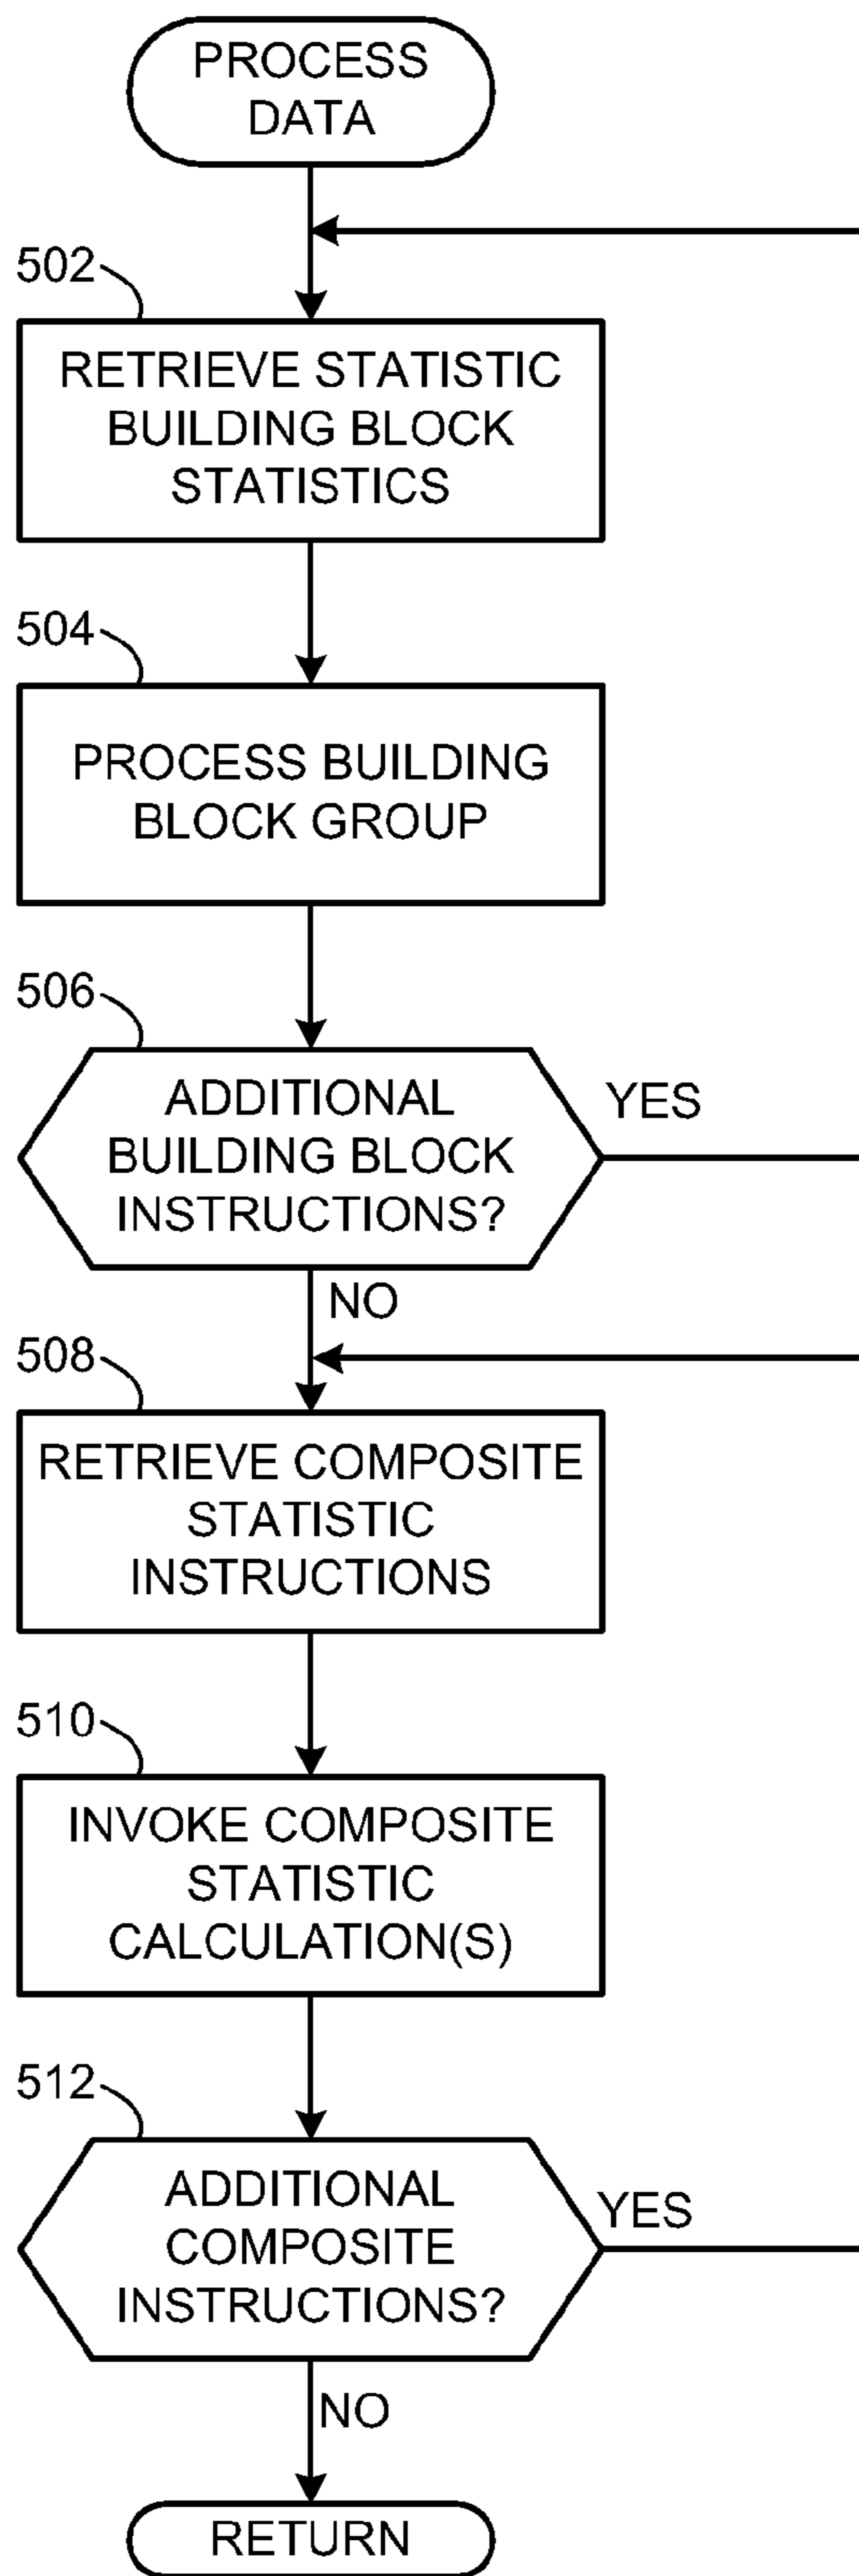 PROCESS
DATA
502
RETRIEVE STATISTIC
BUILDING BLOCK
STATISTICS
504
PROCESS BUILDING
BLOCK GROUP
506
ADDITIONAL
BUILDING BLOCK
INSTRUCTIONS?
YES
NO
508
RETRIEVE COMPOSITE
STATISTIC
INSTRUCTIONS
510
INVOKE COMPOSITE
STATISTIC
CALCULATION(S)
512
ADDITIONAL
COMPOSITE
INSTRUCTIONS?
YES
NO
RETURN